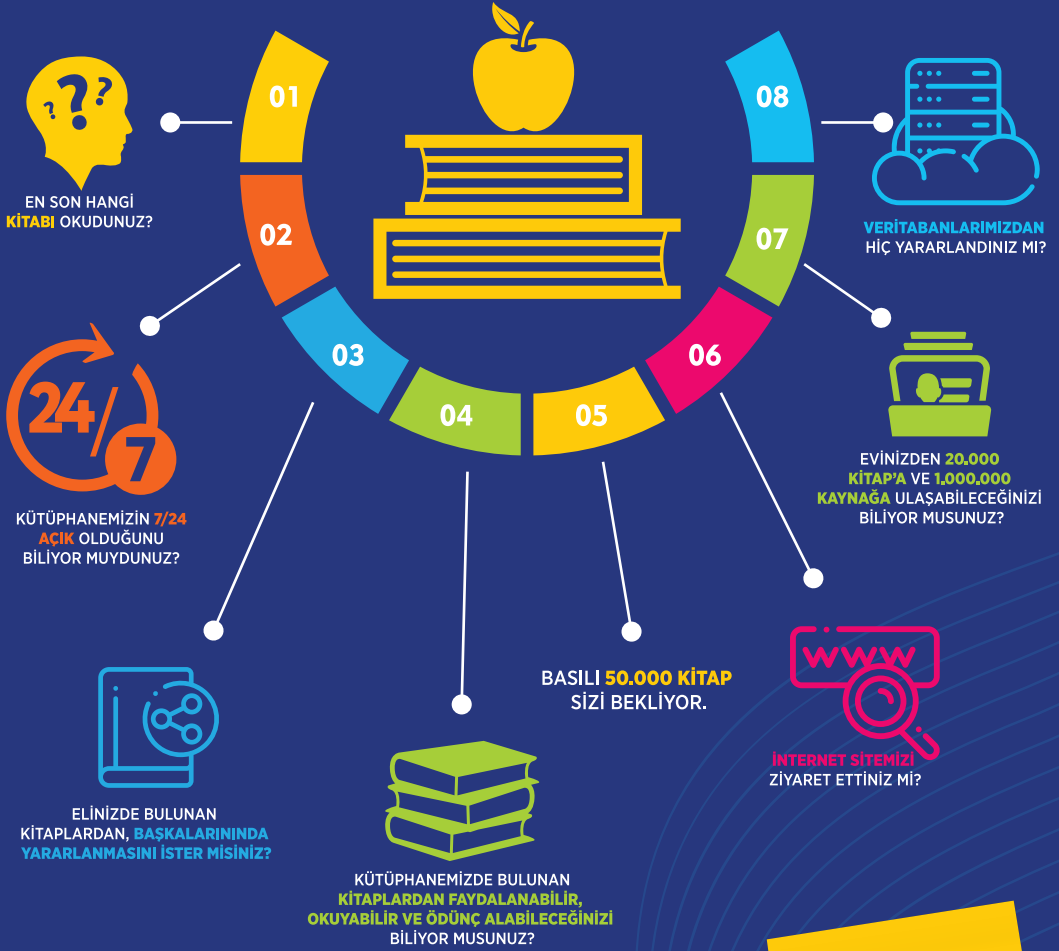 01
02
03
04
05
06
07
08
???
EN SON HANGİ
KİTABI OKUDUNUZ?
24/
7
KÜTÜPHANEMİZİN 7/24
AÇIK OLDUĞUNU
BİLİYOR MUYDUNUZ?
ELİNİZDE BULUNAN
KİTAPLARDAN, BAŞKALARININDA
YARARLANMASINI İSTER MİSİNİZ?
KÜTÜPHANEMİZDE BULUNAN
KİTAPLARDAN FAYDALANABİLİR,
OKUYABİLİR VE ÖDÜNÇ ALABİLECEĞİNİZİ
BİLİYOR MUSUNUZ?
BASILI 50.000 KİTAP
SİZİ BEKLİYOR.
www
İNTERNET SİTEMİZİ
ZİYARET ETTİNİZ Mİ?
EVİNİZDEN 20.000
KİTAP'A VE 1.000.000
KAYNAĞA ULAŞABİLECEĞİNİZİ
BİLİYOR MUSUNUZ?
VERİTABANLARIMIZDAN
HİÇ YARARLANDINIZ MI?